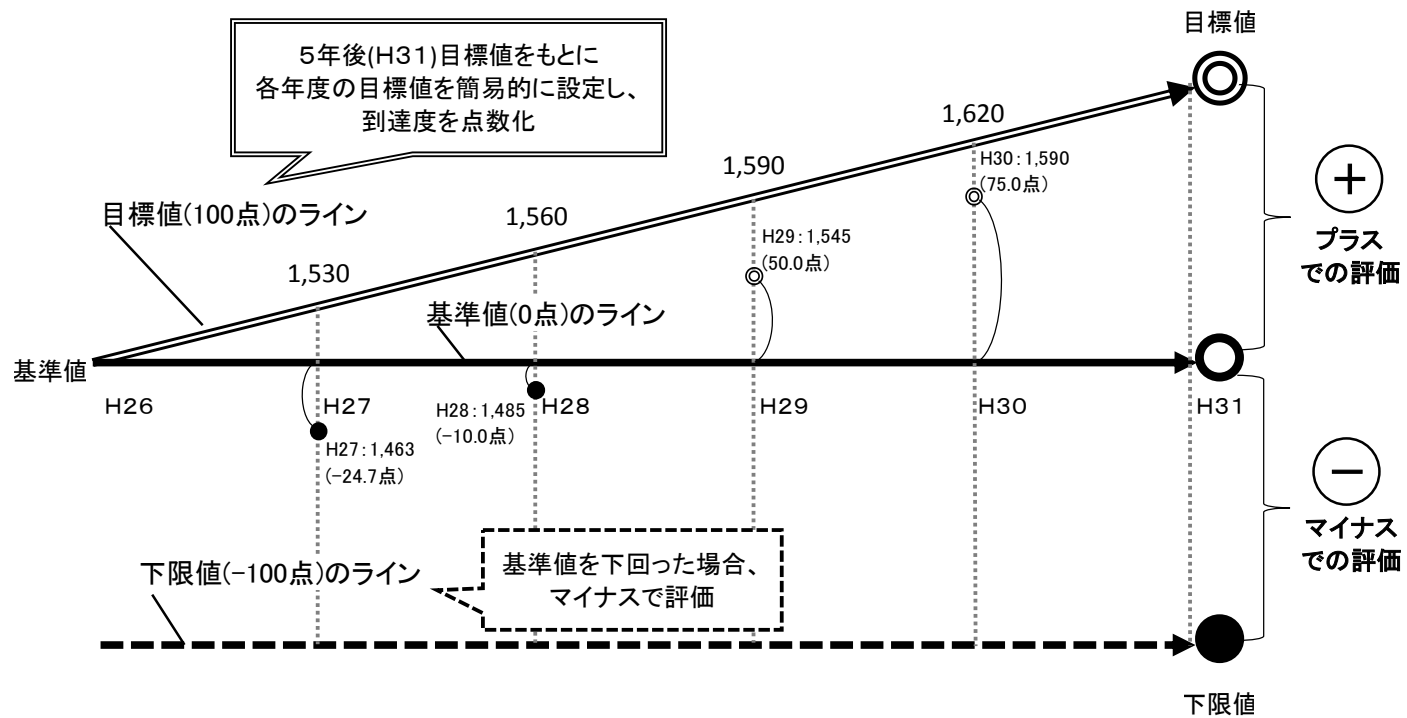 目標値
5年後(H31)目標値をもとに
各年度の目標値を簡易的に設定し、
到達度を点数化
1,620
H30:1,590
(75.0点)
1,590
目標値(100点)のライン
1,560
H29:1,545
(50.0点)
プラス
での評価
1,530
基準値(0点)のライン
基準値
H26
H27
H28:1,485
(-10.0点)
H28
H29
H30
H31
H27:1,463
(-24.7点)
マイナス
での評価
下限値(-100点)のライン
基準値を下回った場合、
マイナスで評価
下限値